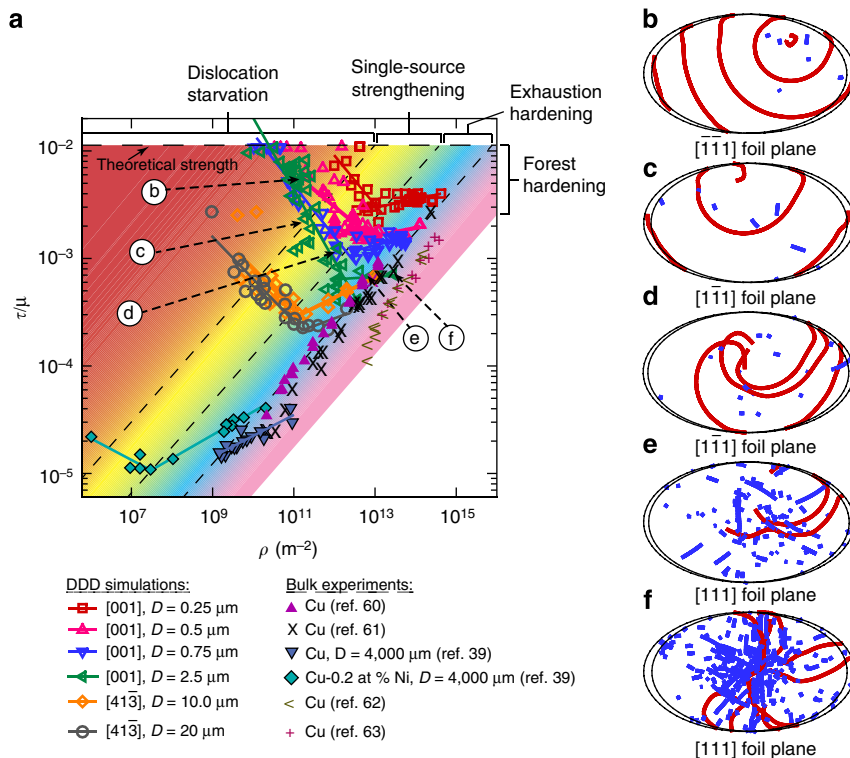 a
Dislocation
starvation
Single-source
strengthening
Exhaustion
hardening
Forest
hardening
Theoretical strength
b
c
d
e
f
10⁻²
10⁻³
10⁻⁴
10⁻⁵
τ/μ
10⁷
10⁹
10¹¹
10¹³
10¹⁵
ρ (m⁻²)
DDD simulations:
[001], D = 0.25 μm
[001], D = 0.5 μm
[001], D = 0.75 μm
[001], D = 2.5 μm
[413̅], D = 10.0 μm
[413̅], D = 20 μm
Bulk experiments:
Cu (ref. 60)
Cu (ref. 61)
Cu, D = 4,000 μm (ref. 39)
Cu-0.2 at % Ni, D = 4,000 μm (ref. 39)
Cu (ref. 62)
Cu (ref. 63)
b
[1̅1̅1] foil plane
c
[11̅1] foil plane
d
[11̅1] foil plane
e
[111] foil plane
f
[111] foil plane